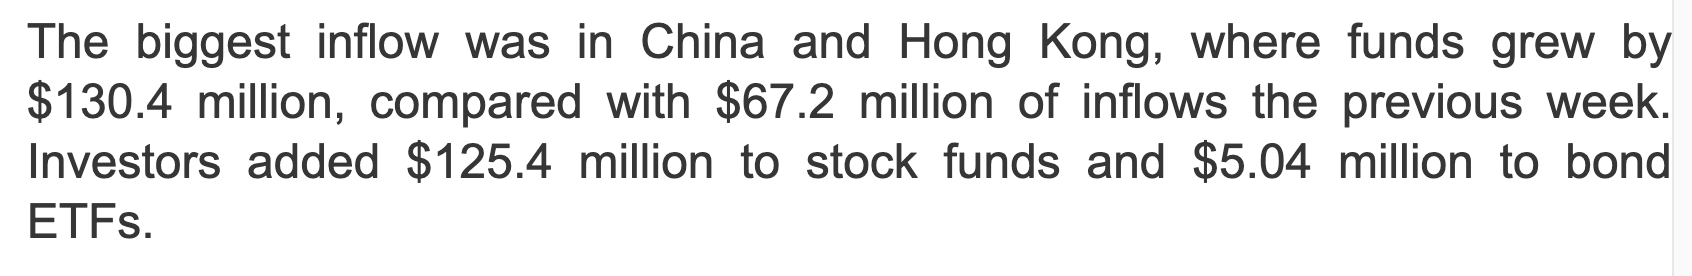 The biggest inflow was in China and Hong Kong, where funds grew by
$130.4 million, compared with $67.2 million of inflows the previous week.
Investors added $125.4 million to stock funds and $5.04 million to bond
ETFs.